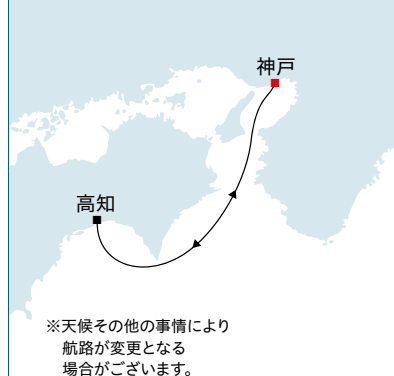 神戸
高知
※天候その他の事情により
航路が変更となる
場合がございます。